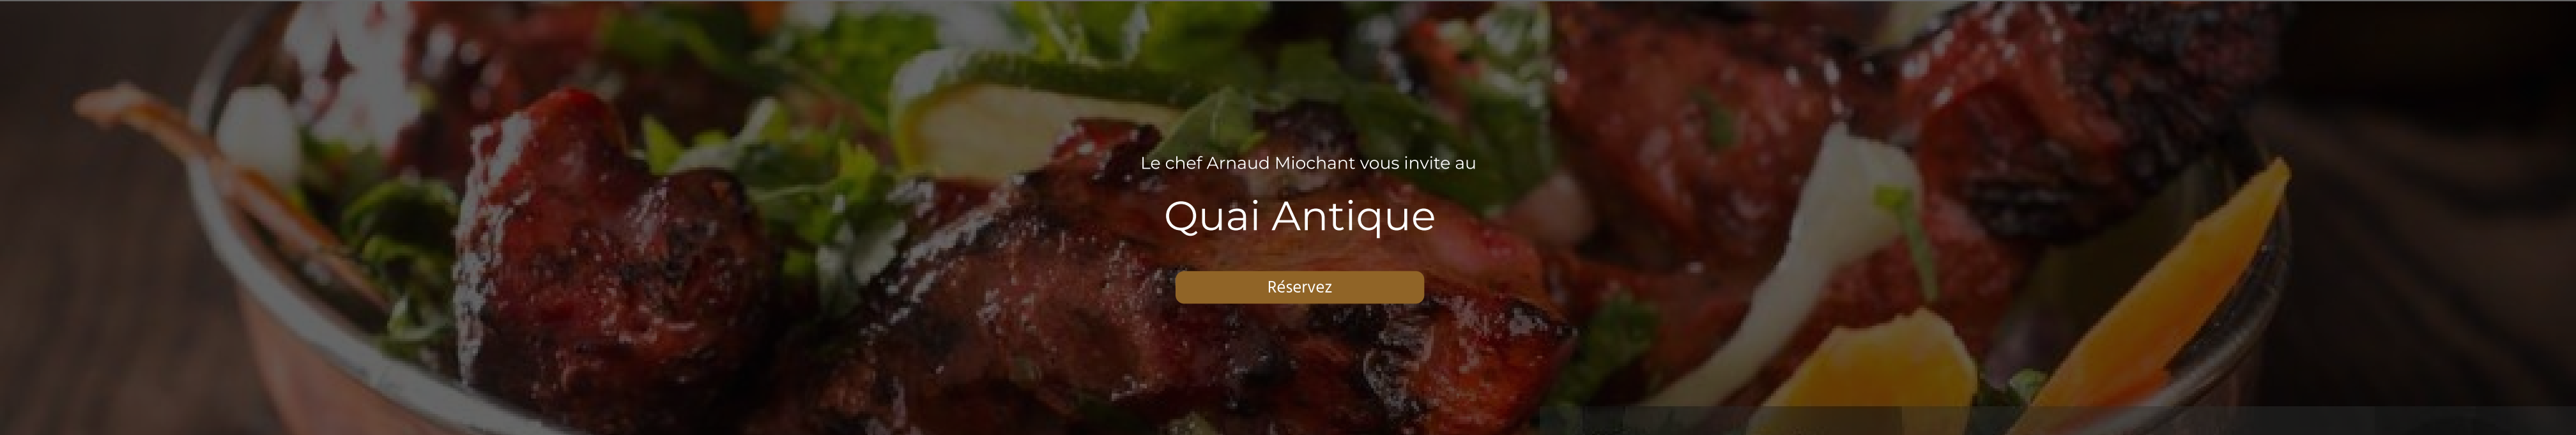 Le chef Arnaud Miochant vous invite au
Quai Antique
Réservez